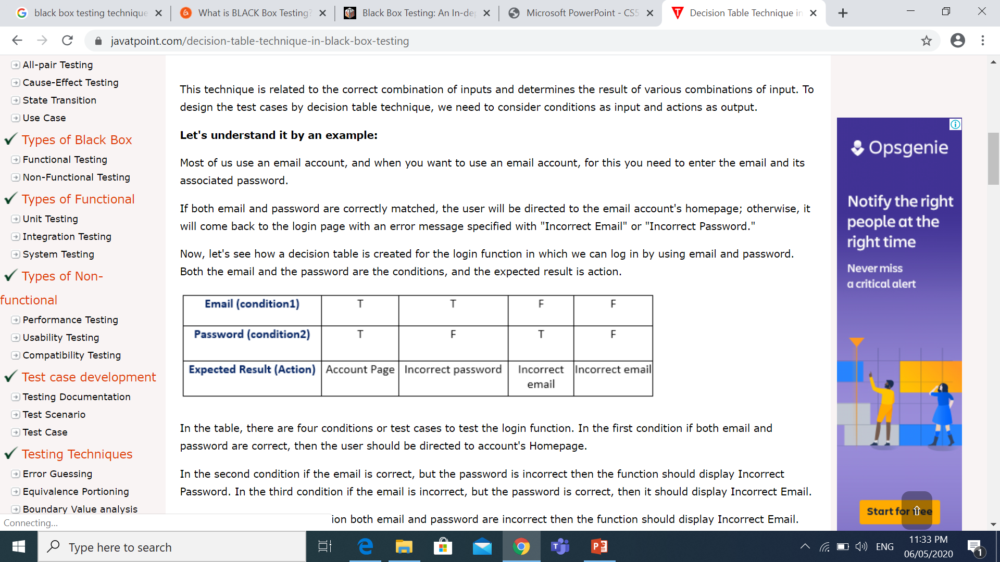 black box testing technique
What is BLACK Box Testing?
Black Box Testing: An In-de
Microsoft PowerPoint - CS5
Decision Table Technique in
javatpoint.com/decision-table-technique-in-black-box-testing
All-pair Testing
Cause-Effect Testing
State Transition
Use Case
Types of Black Box
Functional Testing
Non-Functional Testing
Types of Functional
Unit Testing
Integration Testing
System Testing
Types of Non-
functional
Performance Testing
Usability Testing
Compatibility Testing
Test case development
Testing Documentation
Test Scenario
Test Case
Testing Techniques
Error Guessing
Equivalence Portioning
Boundary Value analysis
Connecting...
This technique is related to the correct combination of inputs and determines the result of various combinations of input. To
design the test cases by decision table technique, we need to consider conditions as input and actions as output.
Let's understand it by an example:
Most of us use an email account, and when you want to use an email account, for this you need to enter the email and its
associated password.
If both email and password are correctly matched, the user will be directed to the email account's homepage; otherwise, it
will come back to the login page with an error message specified with "Incorrect Email" or "Incorrect Password."
Now, let's see how a decision table is created for the login function in which we can log in by using email and password.
Both the email and the password are the conditions, and the expected result is action.
Email (condition1) T T F F
Password (condition2) T F T F
Expected Result (Action) Account Page Incorrect password Incorrect Incorrect email
email
In the table, there are four conditions or test cases to test the login function. In the first condition if both email and
password are correct, then the user should be directed to account's Homepage.
In the second condition if the email is correct, but the password is incorrect then the function should display Incorrect
Password. In the third condition if the email is incorrect, but the password is correct, then it should display Incorrect Email.
ion both email and password are incorrect then the function should display Incorrect Email.
Opsgenie
Notify the right
people at the
right time
Never miss
a critical alert
Start for free
Type here to search
ENG
11:33 PM
06/05/2020
1